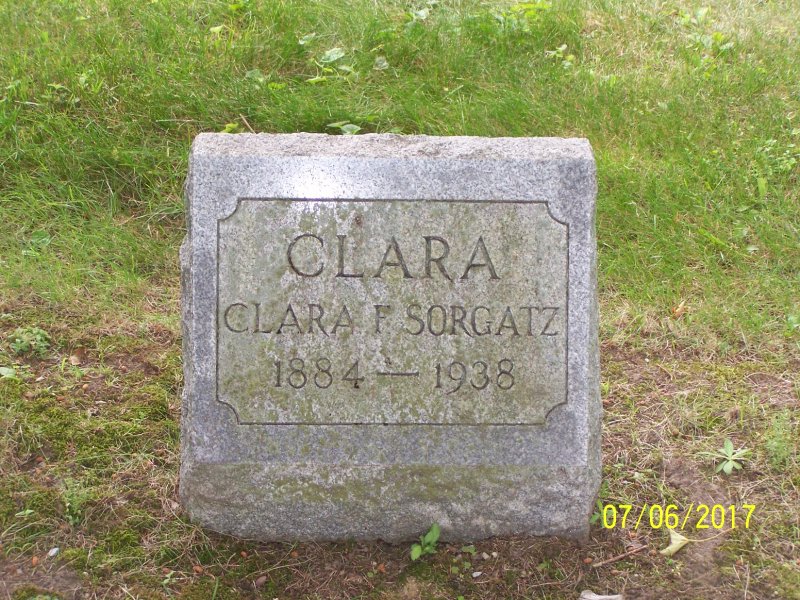 CLARA
CLARA F SORGATZ
1884 — 1938
07/06/2017